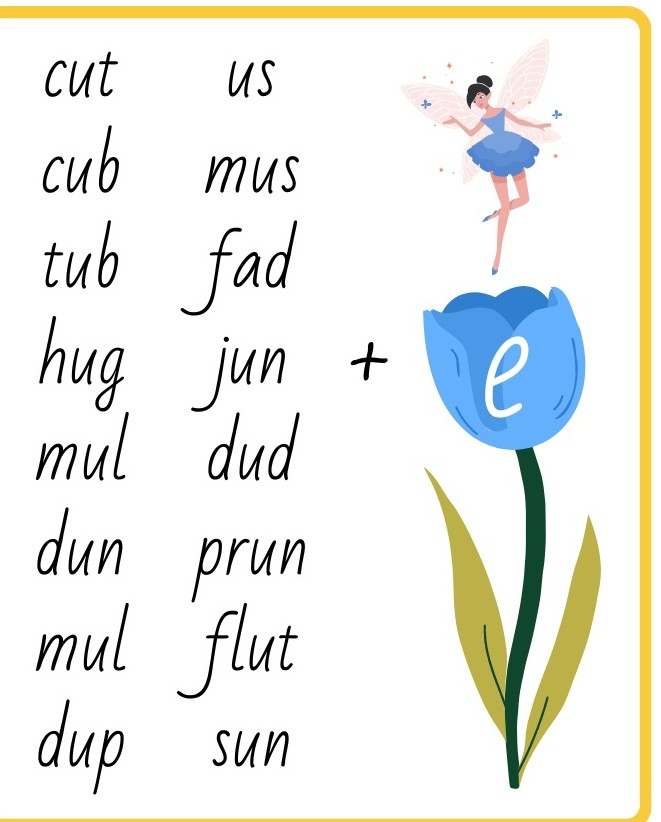 cut us
cub mus
tub fad
hug jun + e
mul dud
dun prun
mul flut
dup sun